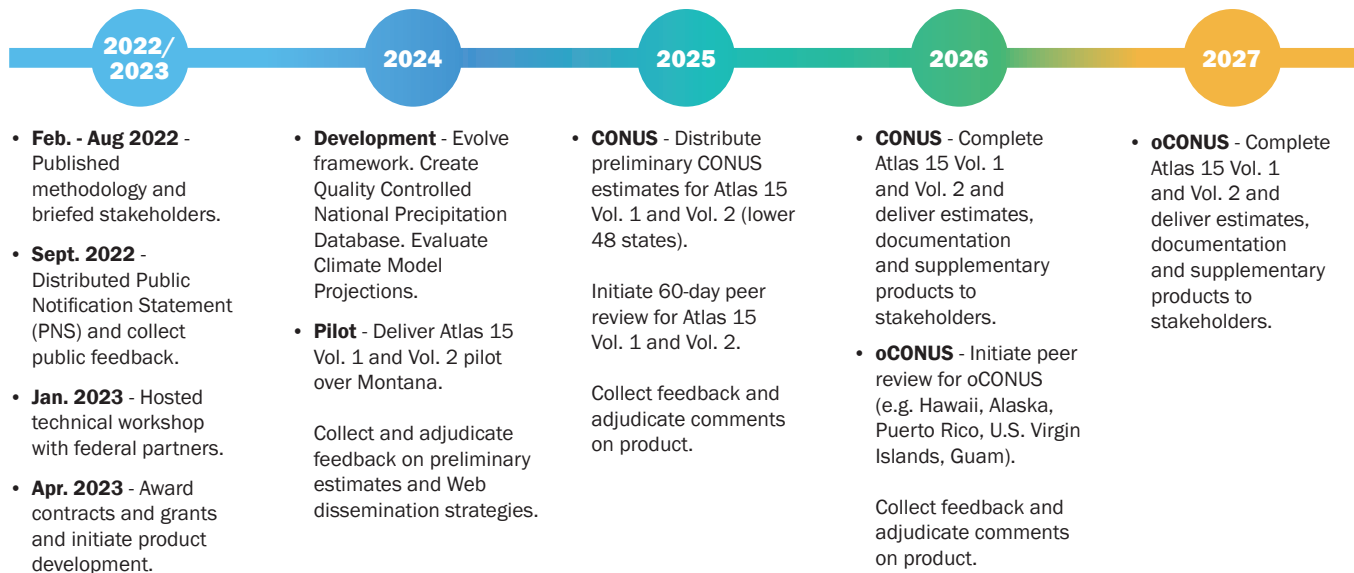 2022/
2023
2024
2025
2026
2027
• Feb. - Aug 2022 -
Published
methodology and
briefed stakeholders.
• Sept. 2022 -
Distributed Public
Notification Statement
(PNS) and collect
public feedback.
• Jan. 2023 - Hosted
technical workshop
with federal partners.
• Apr. 2023 - Award
contracts and grants
and initiate product
development.
• Development - Evolve
framework. Create
Quality Controlled
National Precipitation
Database. Evaluate
Climate Model
Projections.
• Pilot - Deliver Atlas 15
Vol. 1 and Vol. 2 pilot
over Montana.
Collect and adjudicate
feedback on preliminary
estimates and Web
dissemination strategies.
• CONUS - Distribute
preliminary CONUS
estimates for Atlas 15
Vol. 1 and Vol. 2 (lower
48 states).
Initiate 60-day peer
review for Atlas 15
Vol. 1 and Vol. 2.
Collect feedback and
adjudicate comments
on product.
• CONUS - Complete
Atlas 15 Vol. 1
and Vol. 2 and
deliver estimates,
documentation
and supplementary
products to
stakeholders.
• oCONUS - Initiate peer
review for oCONUS
(e.g. Hawaii, Alaska,
Puerto Rico, U.S. Virgin
Islands, Guam).
Collect feedback and
adjudicate comments
on product.
• oCONUS - Complete
Atlas 15 Vol. 1
and Vol. 2 and
deliver estimates,
documentation
and supplementary
products to
stakeholders.